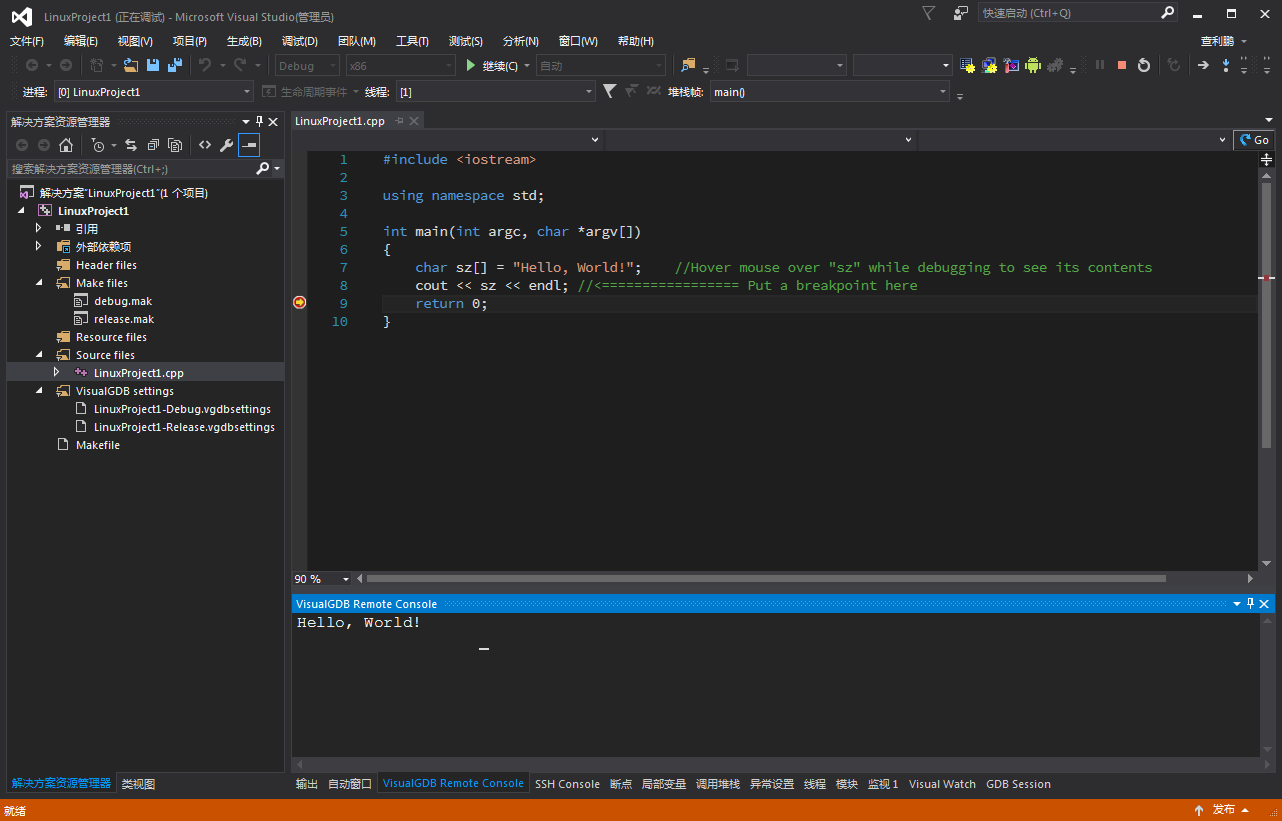 LinuxProject1 (正在调试) - Microsoft Visual Studio(管理员)
快速启动 (Ctrl+Q)
文件(F) 编辑(E) 视图(V) 项目(P) 生成(B) 调试(D) 团队(M) 工具(T) 测试(S) 分析(N) 窗口(W) 帮助(H) 查利鹏
Debug x86 继续(C) 自动
进程: [0] LinuxProject1 生命周期事件 线程: [1] 堆栈帧: main()
解决方案资源管理器
搜索解决方案资源管理器(Ctrl+;)
解决方案"LinuxProject1"(1 个项目)
LinuxProject1
引用
外部依赖项
Header files
Make files
debug.mak
release.mak
Resource files
Source files
LinuxProject1.cpp
VisualGDB settings
LinuxProject1-Debug.vgdbsettings
LinuxProject1-Release.vgdbsettings
Makefile
解决方案资源管理器 类视图
LinuxProject1.cpp
Go
1 #include <iostream>
2
3 using namespace std;
4
5 int main(int argc, char *argv[])
6 {
7 char sz[] = "Hello, World!"; //Hover mouse over "sz" while debugging to see its contents
8 cout << sz << endl; //<================= Put a breakpoint here
9 return 0;
10 }
90 %
VisualGDB Remote Console
Hello, World!
输出 自动窗口 VisualGDB Remote Console SSH Console 断点 局部变量 调用堆栈 异常设置 线程 模块 监视 1 Visual Watch GDB Session
就绪 发布